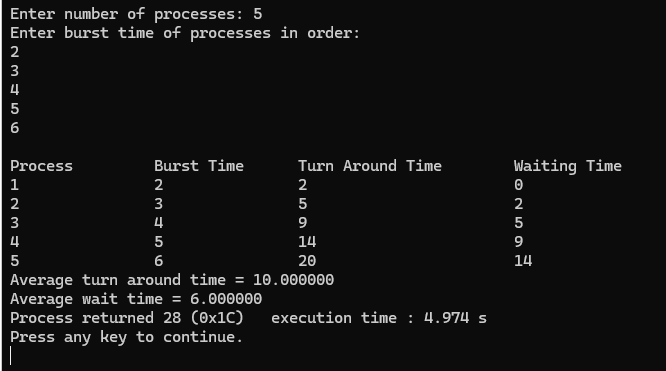 Enter number of processes: 5
Enter burst time of processes in order:
2
3
4
5
6
Process Burst Time Turn Around Time Waiting Time
1 2 2 0
2 3 5 2
3 4 9 5
4 5 14 9
5 6 20 14
Average turn around time = 10.000000
Average wait time = 6.000000
Process returned 28 (0x1C) execution time : 4.974 s
Press any key to continue.